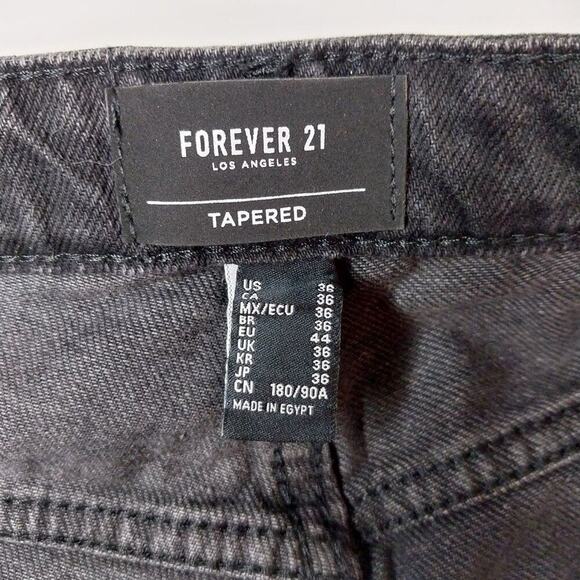 FOREVER 21
LOS ANGELES
TAPERED
US 36
CA 36
MX/ECU 36
BR 36
EU 44
UK 36
KR 36
JP 36
CN 180/90A
MADE IN EGYPT